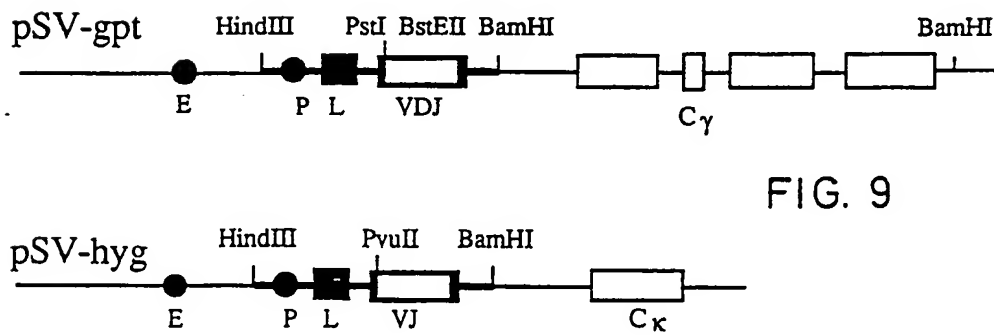 pSV-gpt HindIII PstI BstEII BamHI BamHI
E P L VDJ Cγ
FIG. 9
pSV-hyg HindIII PvuII BamHI
E P L VJ Cκ